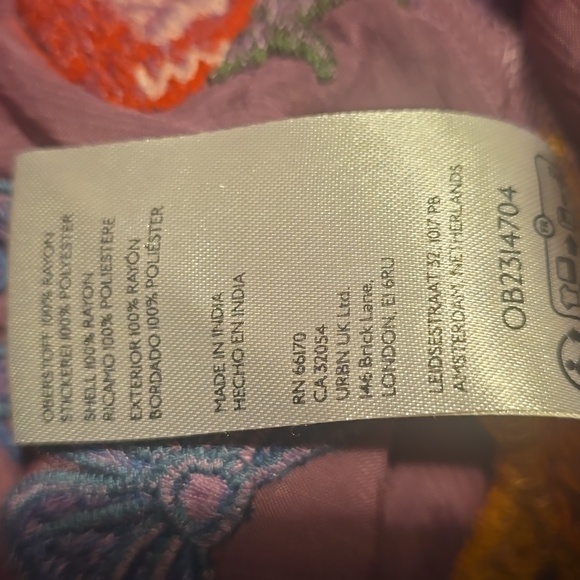 OBERSTOFF 100% RAYON
STICKEREI 100% POLYESTER
SHELL 100% RAYON
RICAMO 100% POLIESTERE
EXTERIOR 100% RAYÓN
BORDADO 100% POLIÉSTER
MADE IN INDIA
HECHO EN INDIA
RN 66170
CA 32054
URBN UK Ltd.
146 Brick Lane,
LONDON, E1 6RU
LEIDSESTRAAT 32, 1017 PB
AMSTERDAM, NETHERLANDS
OB2314704